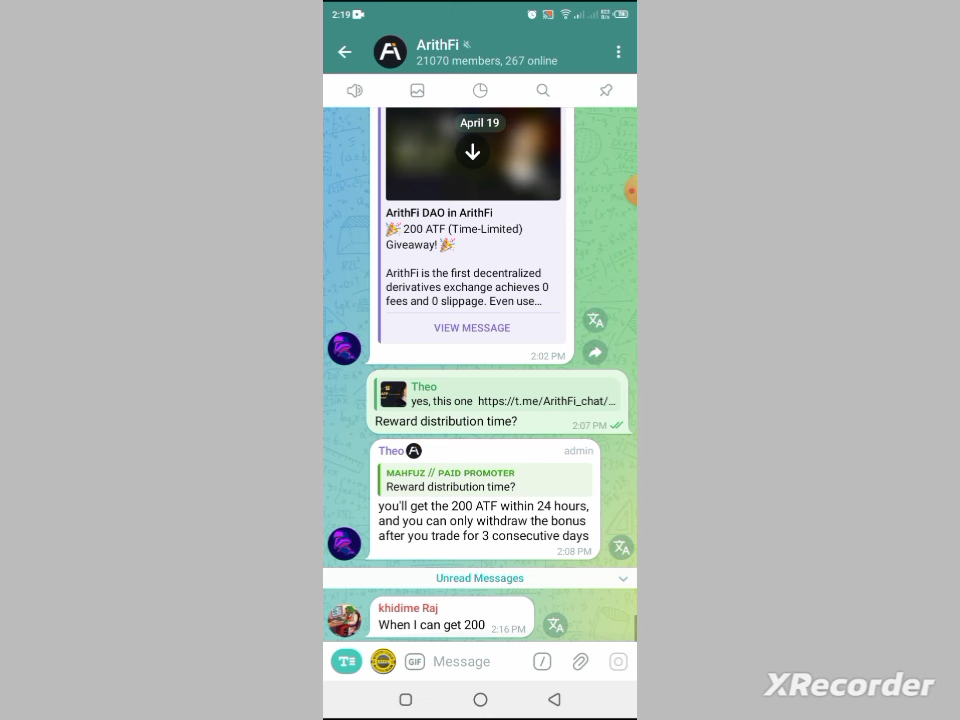 2:19
ArithFi
21070 members, 267 online
April 19
ArithFi DAO in ArithFi
🎉 200 ATF (Time-Limited)
Giveaway! 🎉
ArithFi is the first decentralized
derivatives exchange achieves 0
fees and 0 slippage. Even use...
VIEW MESSAGE
2:02 PM
Theo
yes, this one https://t.me/ArithFi_chat/...
Reward distribution time?
2:07 PM
Theo admin
MAHFUZ // PAID PROMOTER
Reward distribution time?
you'll get the 200 ATF within 24 hours,
and you can only withdraw the bonus
after you trade for 3 consecutive days
2:08 PM
Unread Messages
khidime Raj
When I can get 200 2:16 PM
GIF Message
XRecorder